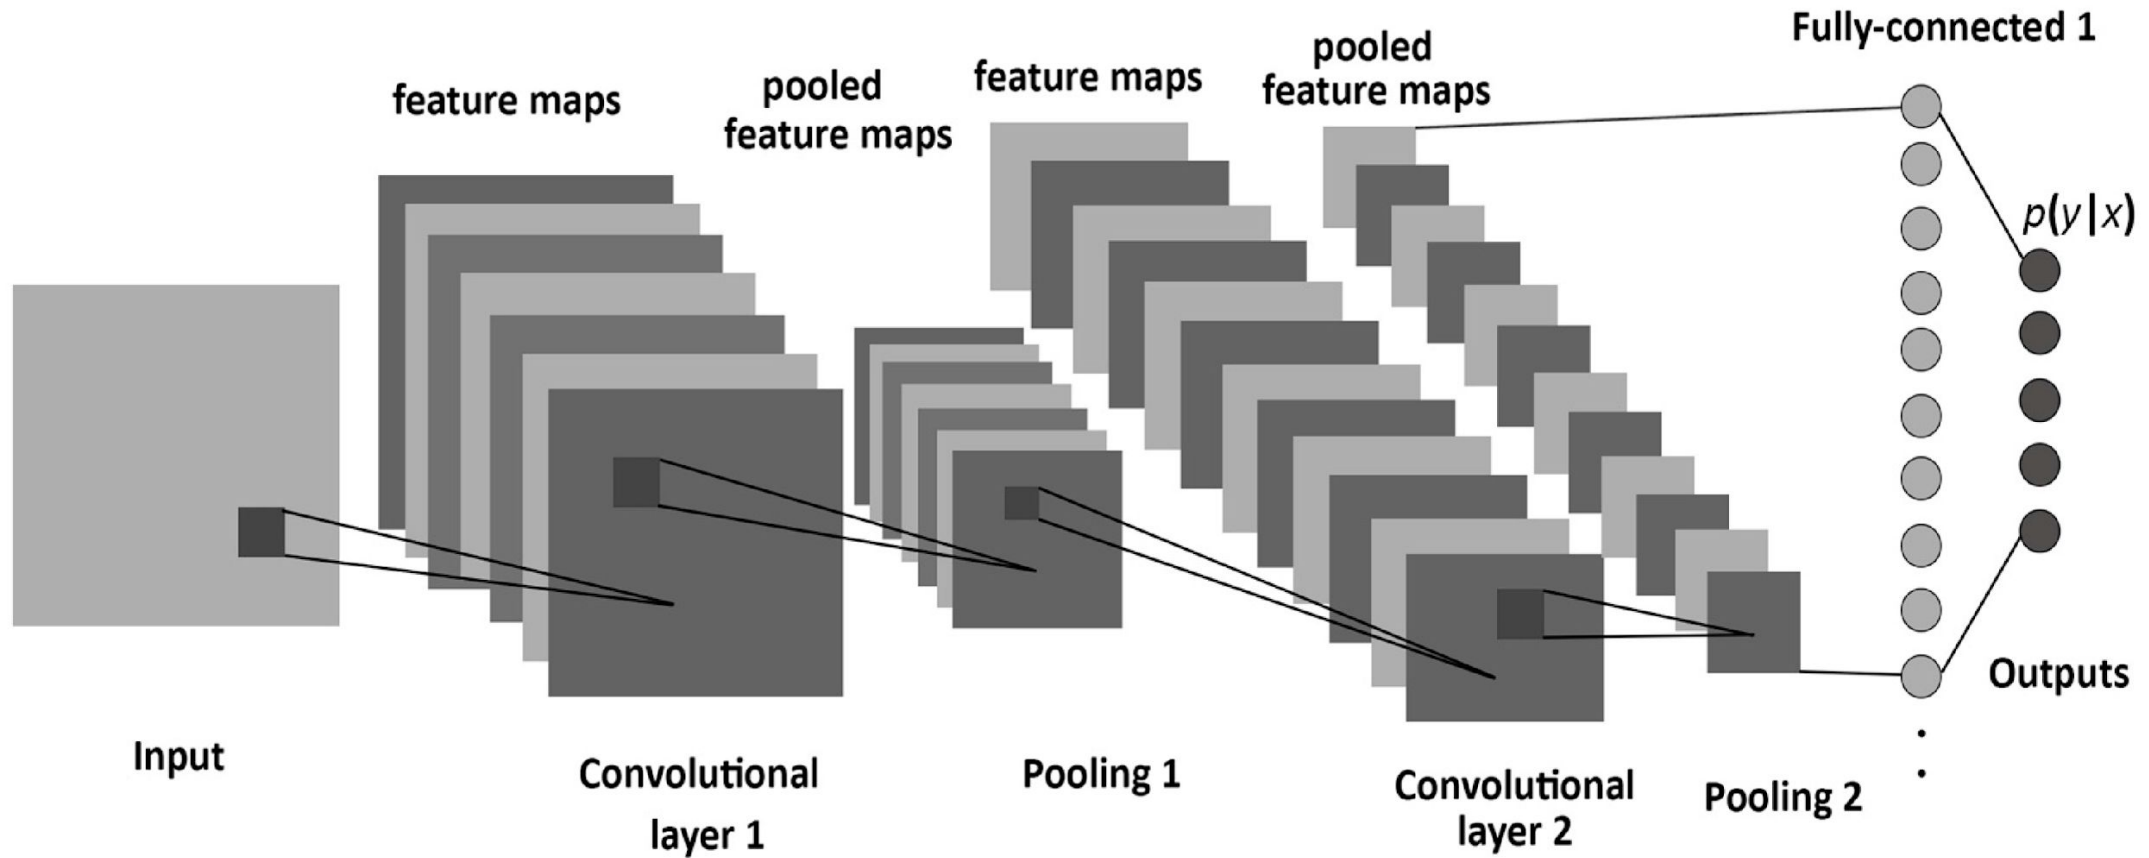 Fully-connected 1
pooled
feature maps
feature maps
pooled
feature maps
feature maps
p(y|x)
Outputs
Input
Convolutional
layer 1
Pooling 1
Convolutional
layer 2
Pooling 2